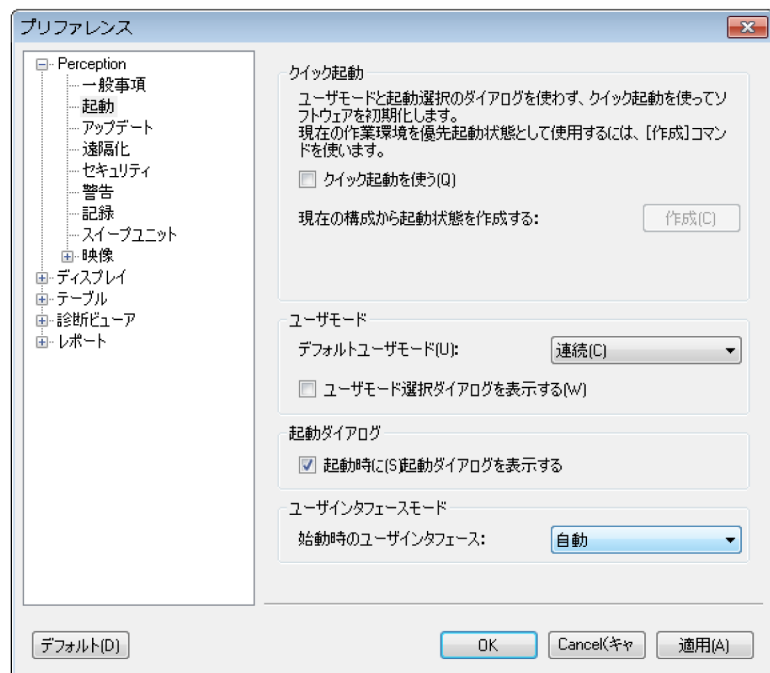 プリファレンス
Perception
一般事項
起動
アップデート
遠隔化
セキュリティ
警告
記録
スイープユニット
映像
ディスプレイ
テーブル
診断ビューア
レポート
クイック起動
ユーザモードと起動選択のダイアログを使わず、クイック起動を使ってソ
フトウェアを初期化します。
現在の作業環境を優先起動状態として使用するには、[作成]コマン
ドを使います。
クイック起動を使う(Q)
現在の構成から起動状態を作成する:
作成(C)
ユーザモード
デフォルトユーザモード(U):
連続(C)
ユーザモード選択ダイアログを表示する(W)
起動ダイアログ
起動時に(S)起動ダイアログを表示する
ユーザインタフェースモード
始動時のユーザインタフェース:
自動
デフォルト(D)
OK
Cancel(キャ
適用(A)